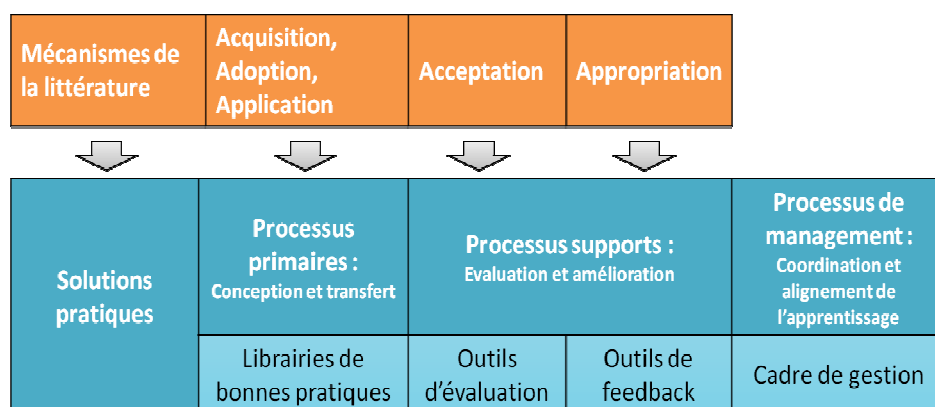 Mécanismes de
la littérature
Acquisition,
Adoption,
Application
Acceptation
Appropriation
Solutions
pratiques
Processus
primaires :
Conception et transfert
Processus supports :
Evaluation et amélioration
Processus de
management :
Coordination et
alignement de
l’apprentissage
Librairies de
bonnes pratiques
Outils
d’évaluation
Outils de
feedback
Cadre de gestion